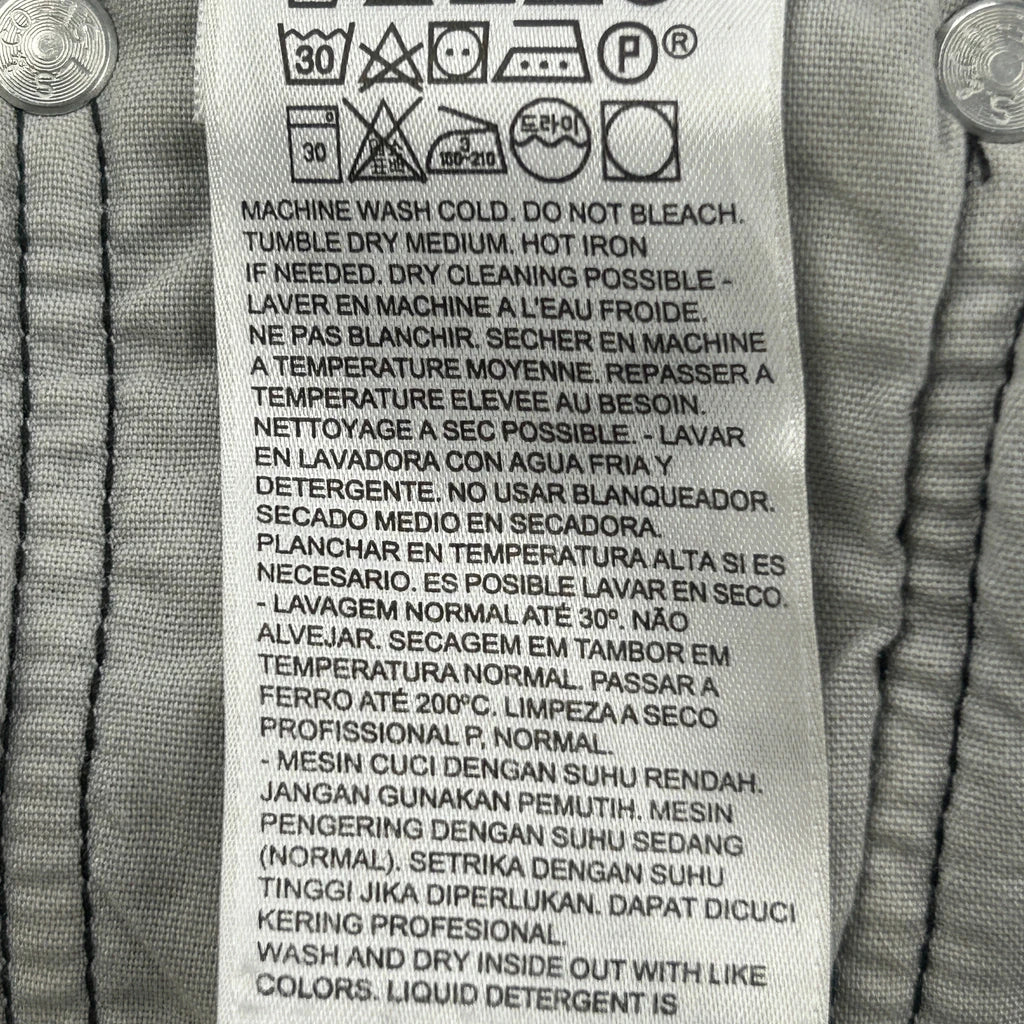 30 P ®
30 3 160~210 드라이
MACHINE WASH COLD. DO NOT BLEACH.
TUMBLE DRY MEDIUM. HOT IRON
IF NEEDED. DRY CLEANING POSSIBLE -
LAVER EN MACHINE A L'EAU FROIDE.
NE PAS BLANCHIR. SECHER EN MACHINE
A TEMPERATURE MOYENNE. REPASSER A
TEMPERATURE ELEVEE AU BESOIN.
NETTOYAGE A SEC POSSIBLE. - LAVAR
EN LAVADORA CON AGUA FRIA Y
DETERGENTE. NO USAR BLANQUEADOR.
SECADO MEDIO EN SECADORA.
PLANCHAR EN TEMPERATURA ALTA SI ES
NECESARIO. ES POSIBLE LAVAR EN SECO.
- LAVAGEM NORMAL ATÉ 30º. NÃO
ALVEJAR. SECAGEM EM TAMBOR EM
TEMPERATURA NORMAL. PASSAR A
FERRO ATÉ 200ºC. LIMPEZA A SECO
PROFISSIONAL P, NORMAL.
- MESIN CUCI DENGAN SUHU RENDAH.
JANGAN GUNAKAN PEMUTIH. MESIN
PENGERING DENGAN SUHU SEDANG
(NORMAL). SETRIKA DENGAN SUHU
TINGGI JIKA DIPERLUKAN. DAPAT DICUCI
KERING PROFESIONAL.
WASH AND DRY INSIDE OUT WITH LIKE
COLORS. LIQUID DETERGENT IS